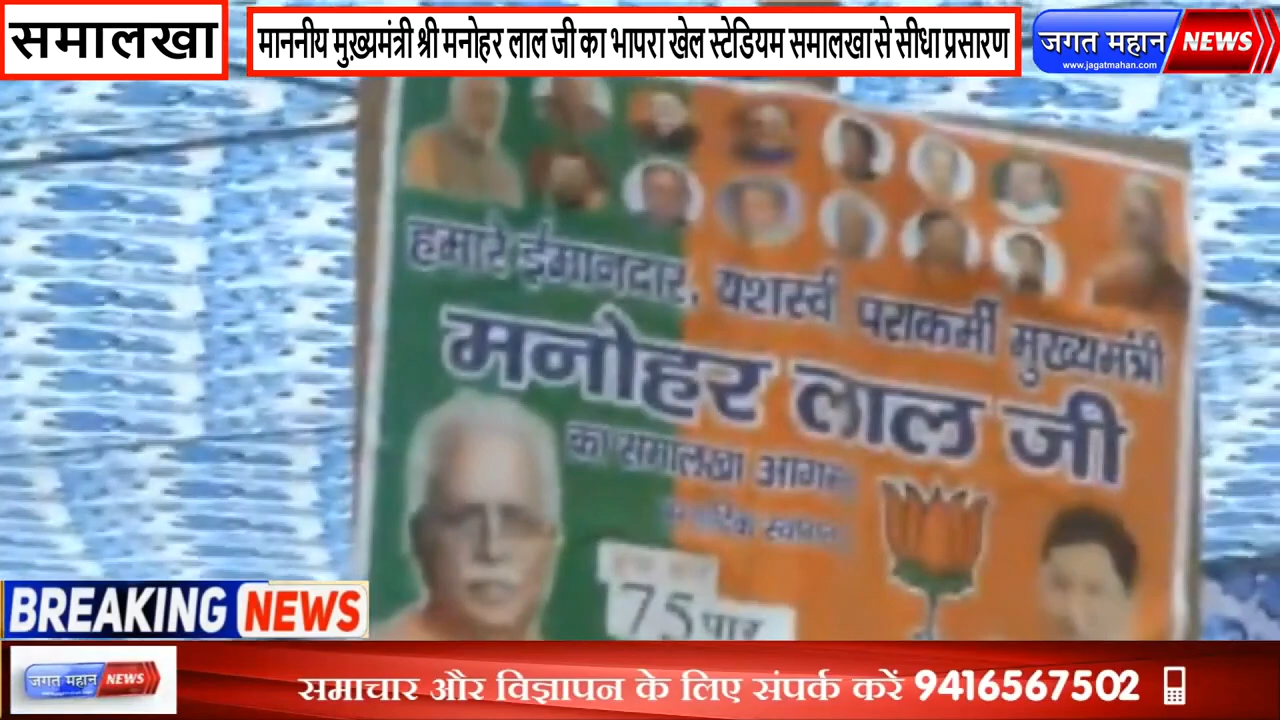 समालखा
माननीय मुख़्यमंत्री श्री मनोहर लाल जी का भापरा खेल स्टेडियम समालखा से सीधा प्रसारण
जगत महान NEWS
www.jagatmahan.com
हमारे ईमानदार, यशस्वी पराकर्मी मुख्यमंत्री
मनोहर लाल जी
का समालखा
75 पार
BREAKING NEWS
जगत महान NEWS
समाचार और विज्ञापन के लिए संपर्क करें 9416567502